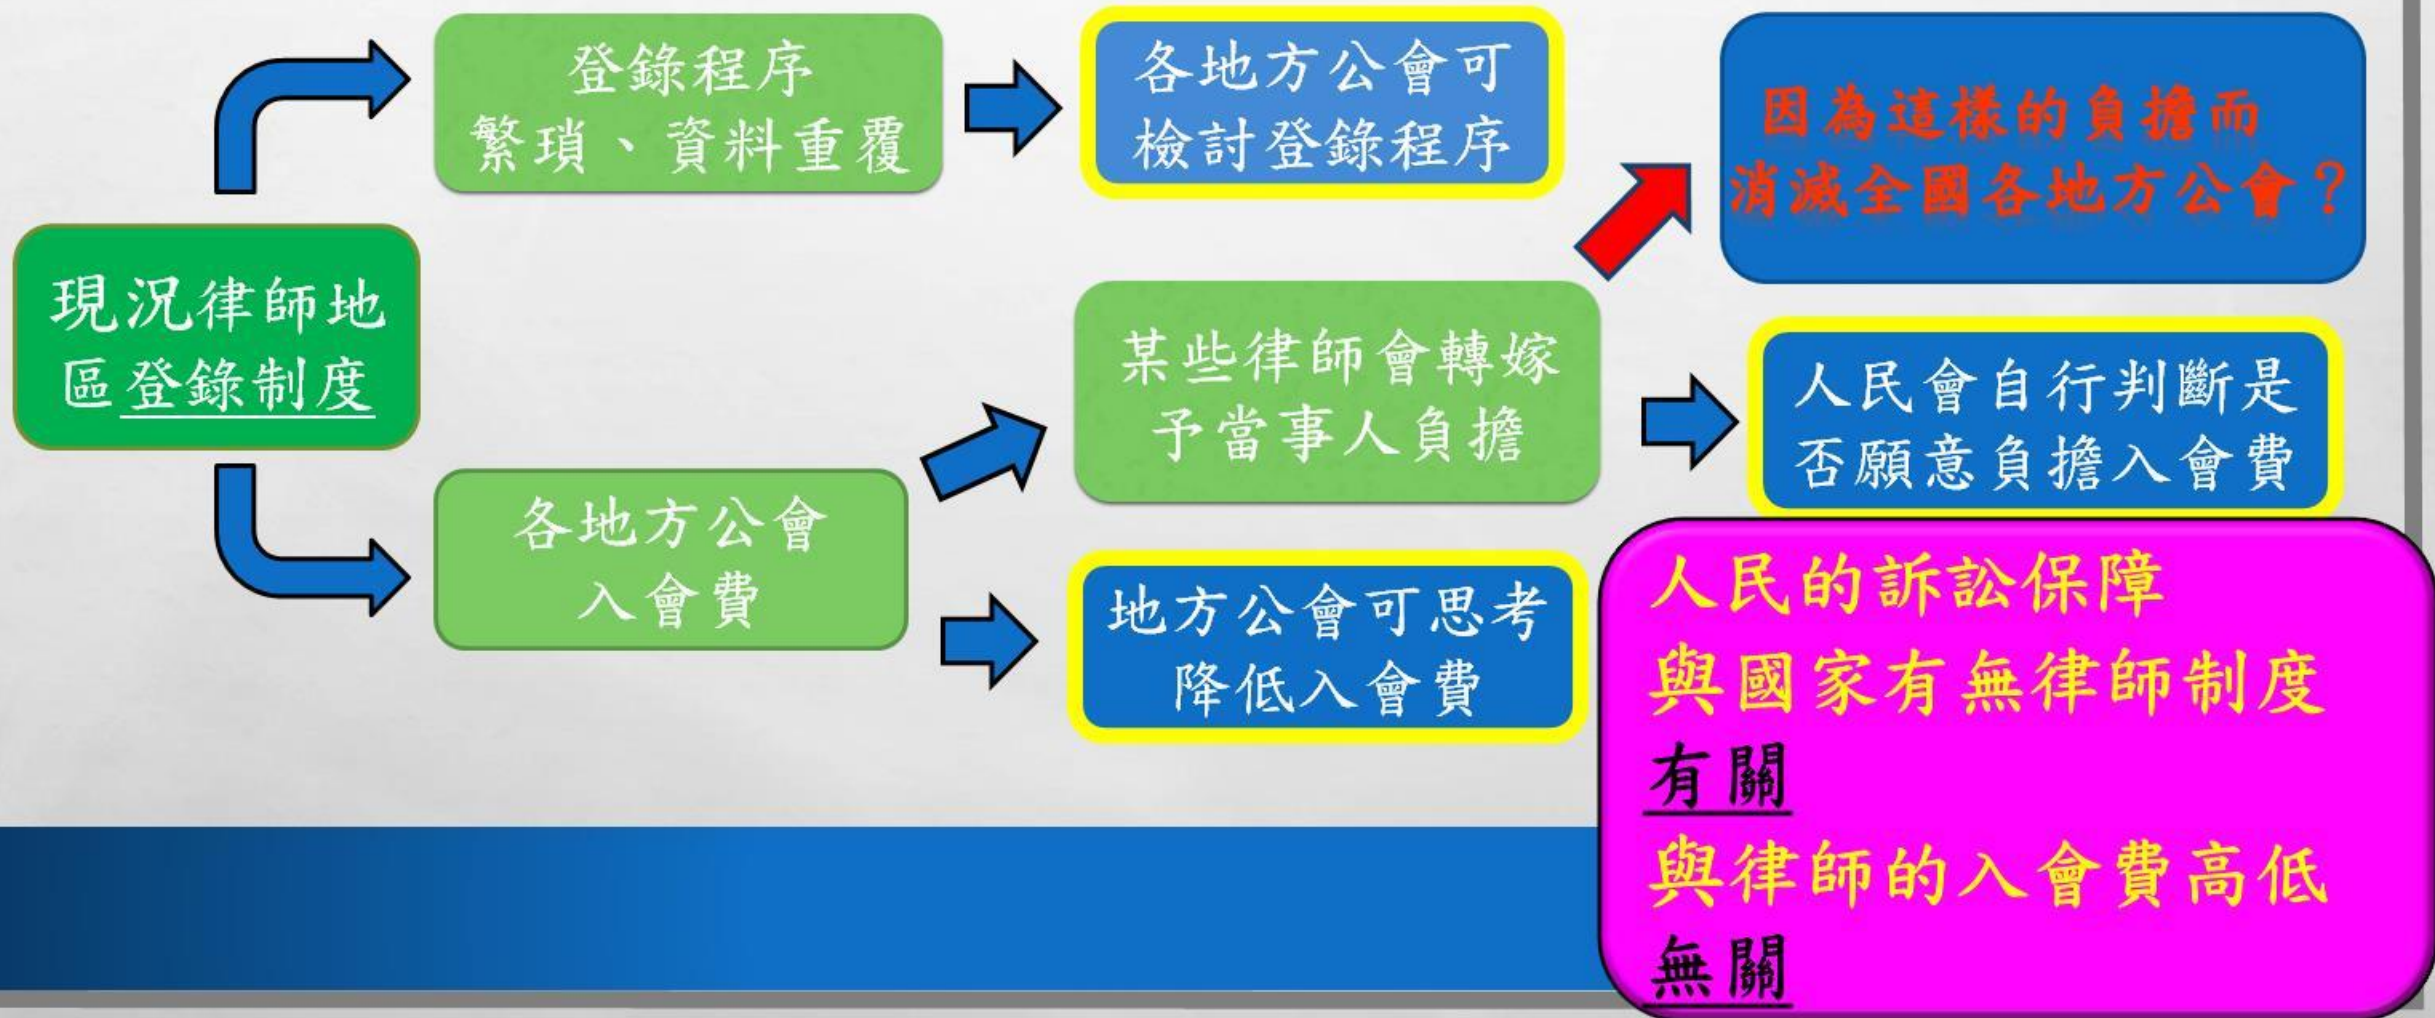 現況律師地
區登錄制度
登錄程序
繁瑣、資料重覆
各地方公會可
檢討登錄程序
各地方公會
入會費
某些律師會轉嫁
予當事人負擔
因為這樣的負擔而
消滅全國各地方公會？
人民會自行判斷是
否願意負擔入會費
地方公會可思考
降低入會費
人民的訴訟保障
與國家有無律師制度
有關
與律師的入會費高低
無關